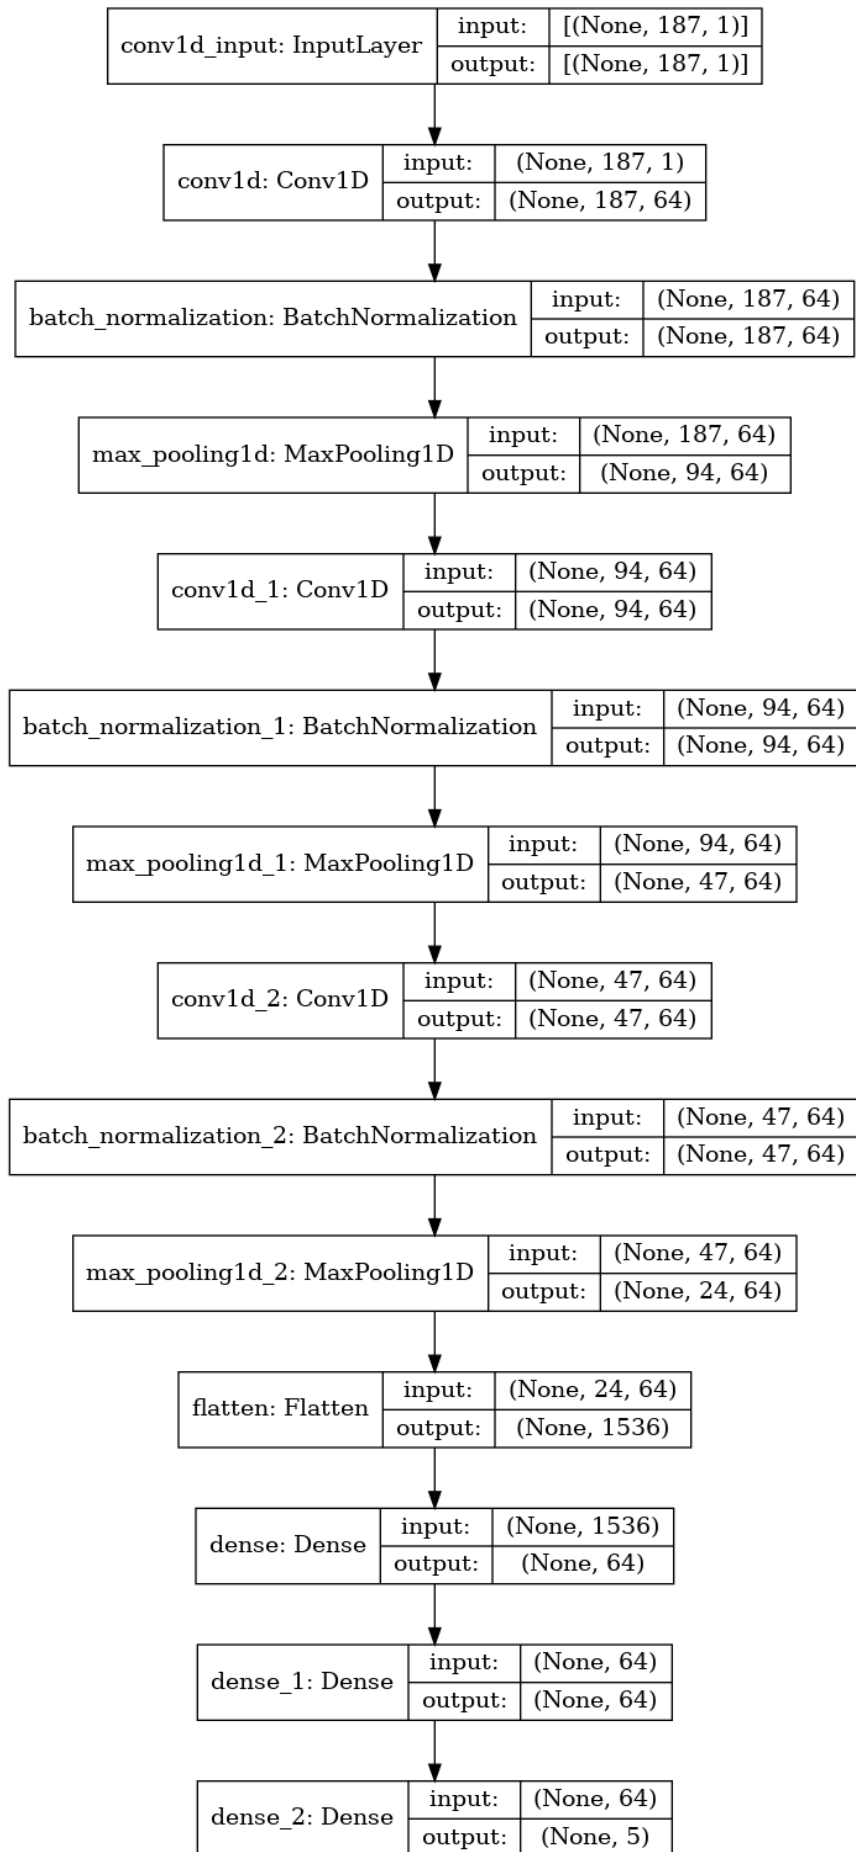 conv1d_input: InputLayer
input: [(None, 187, 1)]
output: [(None, 187, 1)]
conv1d: Conv1D
input: (None, 187, 1)
output: (None, 187, 64)
batch_normalization: BatchNormalization
input: (None, 187, 64)
output: (None, 187, 64)
max_pooling1d: MaxPooling1D
input: (None, 187, 64)
output: (None, 94, 64)
conv1d_1: Conv1D
input: (None, 94, 64)
output: (None, 94, 64)
batch_normalization_1: BatchNormalization
input: (None, 94, 64)
output: (None, 94, 64)
max_pooling1d_1: MaxPooling1D
input: (None, 94, 64)
output: (None, 47, 64)
conv1d_2: Conv1D
input: (None, 47, 64)
output: (None, 47, 64)
batch_normalization_2: BatchNormalization
input: (None, 47, 64)
output: (None, 47, 64)
max_pooling1d_2: MaxPooling1D
input: (None, 47, 64)
output: (None, 24, 64)
flatten: Flatten
input: (None, 24, 64)
output: (None, 1536)
dense: Dense
input: (None, 1536)
output: (None, 64)
dense_1: Dense
input: (None, 64)
output: (None, 64)
dense_2: Dense
input: (None, 64)
output: (None, 5)